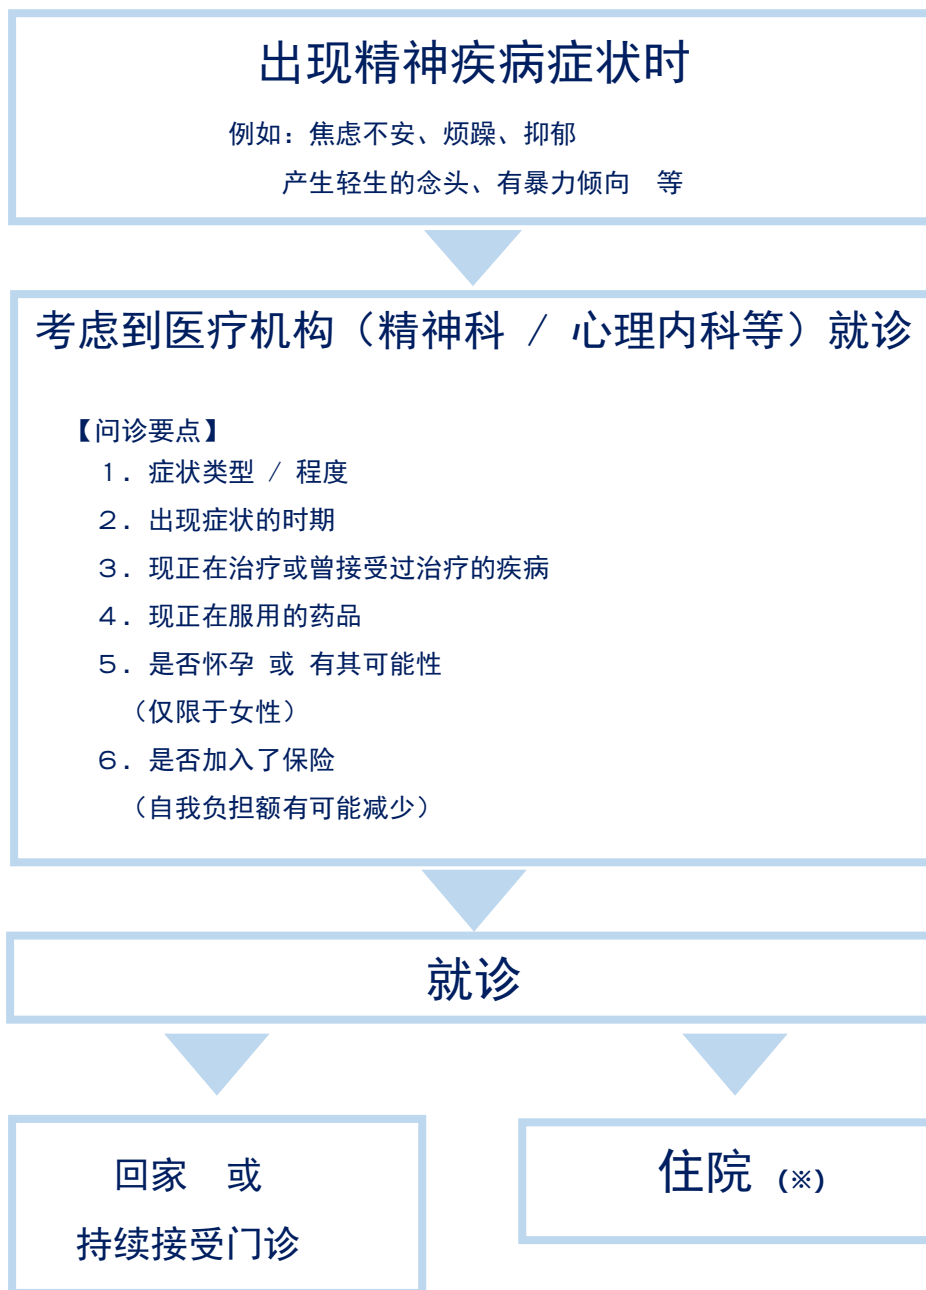 出现精神疾病症状时
例如：焦虑不安、烦躁、抑郁
产生轻生的念头、有暴力倾向　等
考虑到医疗机构（精神科 / 心理内科等）就诊
【问诊要点】
１．症状类型 / 程度
２．出现症状的时期
３．现正在治疗或曾接受过治疗的疾病
４．现正在服用的药品
５．是否怀孕 或 有其可能性
（仅限于女性）
６．是否加入了保险
（自我负担额有可能减少）
就诊
回家　或
持续接受门诊
住院 (※)